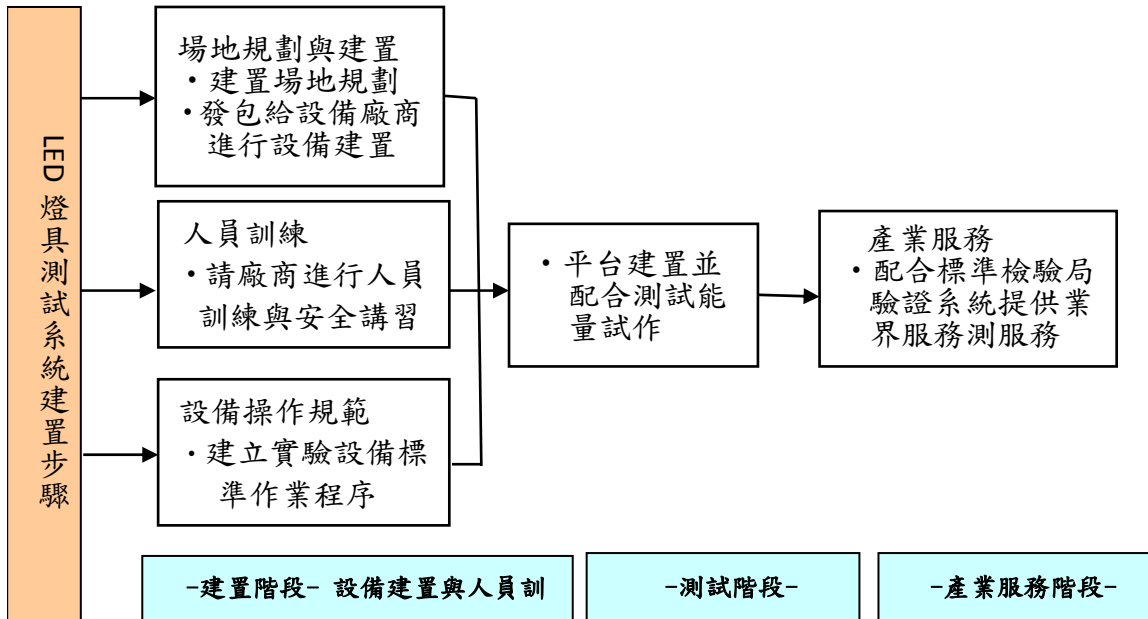 LED 燈具測試系統建置步驟
場地規劃與建置
・建置場地規劃
・發包給設備廠商
進行設備建置
人員訓練
・請廠商進行人員
訓練與安全講習
設備操作規範
・建立實驗設備標
準作業程序
・平台建置並
配合測試能
量試作
產業服務
・配合標準檢驗局
驗證系統提供業
界服務測服務
-建置階段- 設備建置與人員訓
-測試階段-
-產業服務階段-